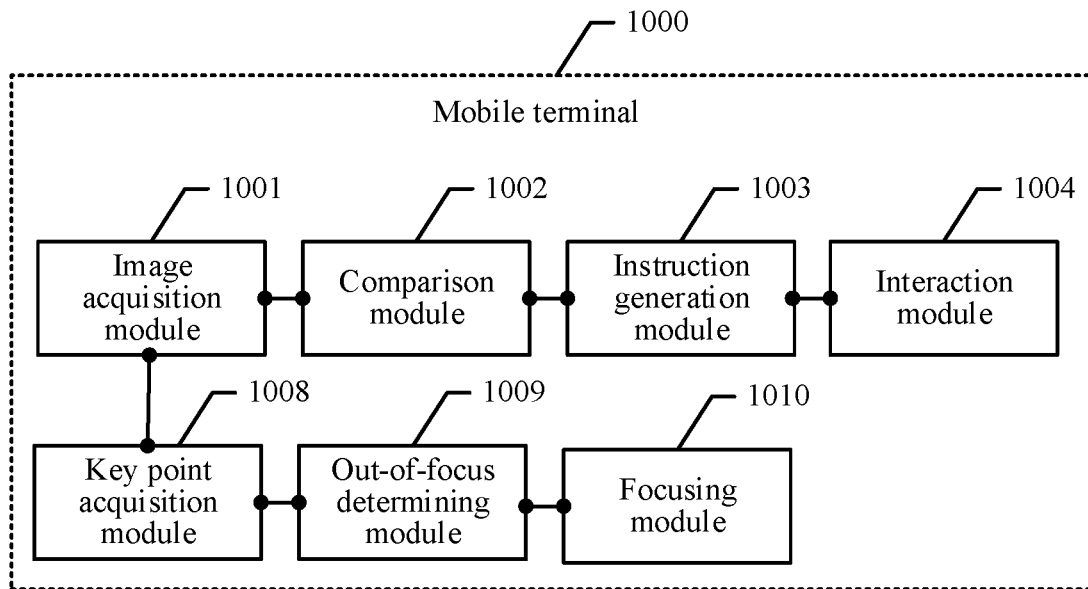 1000
Mobile terminal
1001
1002
1003
1004
Image
acquisition
module
Comparison
module
Instruction
generation
module
Interaction
module
1008
1009
1010
Key point
acquisition
module
Out-of-focus
determining
module
Focusing
module